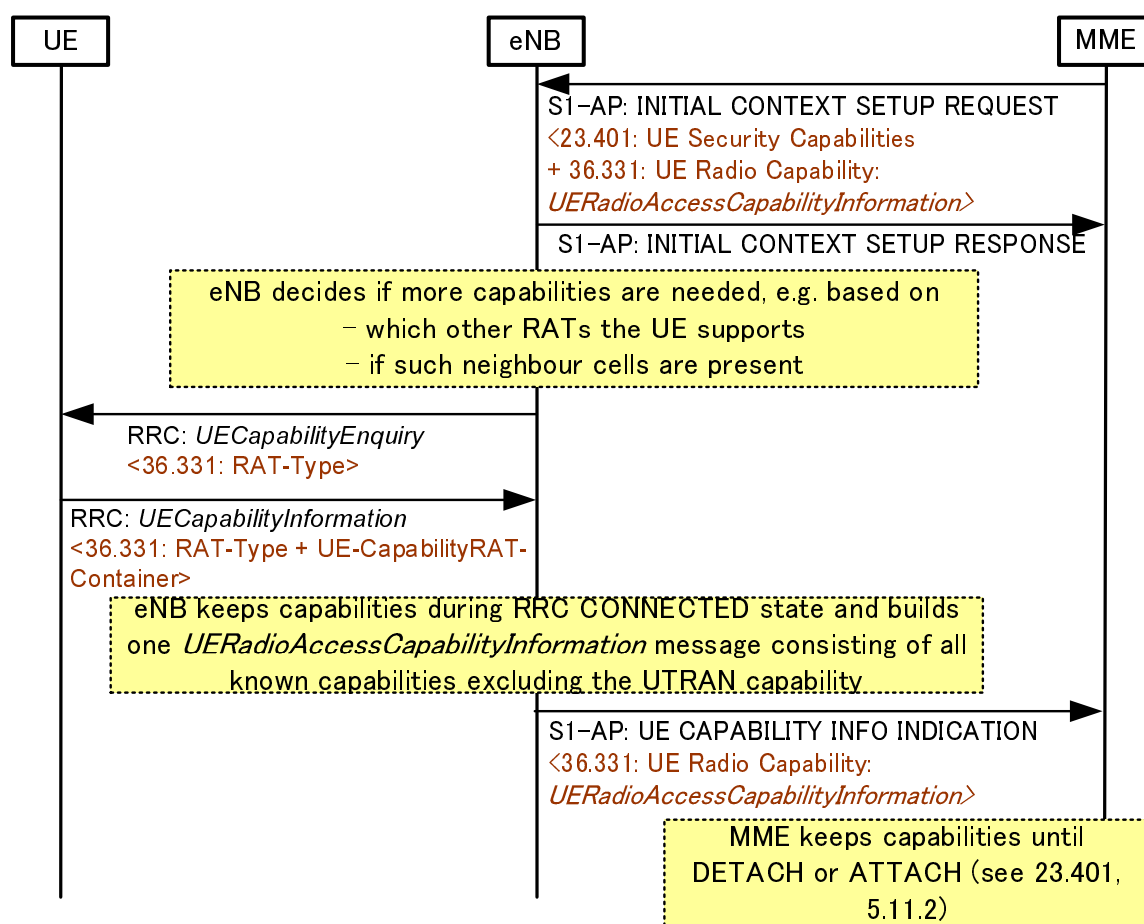 UE
eNB
MME
S1-AP: INITIAL CONTEXT SETUP REQUEST
<23.401: UE Security Capabilities
+ 36.331: UE Radio Capability:
UERadioAccessCapabilityInformation>
S1-AP: INITIAL CONTEXT SETUP RESPONSE
eNB decides if more capabilities are needed, e.g. based on
- which other RATs the UE supports
- if such neighbour cells are present
RRC: UECapabilityEnquiry
<36.331: RAT-Type>
RRC: UECapabilityInformation
<36.331: RAT-Type + UE-CapabilityRAT-
Container>
eNB keeps capabilities during RRC CONNECTED state and builds
one UERadioAccessCapabilityInformation message consisting of all
known capabilities excluding the UTRAN capability
S1-AP: UE CAPABILITY INFO INDICATION
<36.331: UE Radio Capability:
UERadioAccessCapabilityInformation>
MME keeps capabilities until
DETACH or ATTACH (see 23.401,
5.11.2)